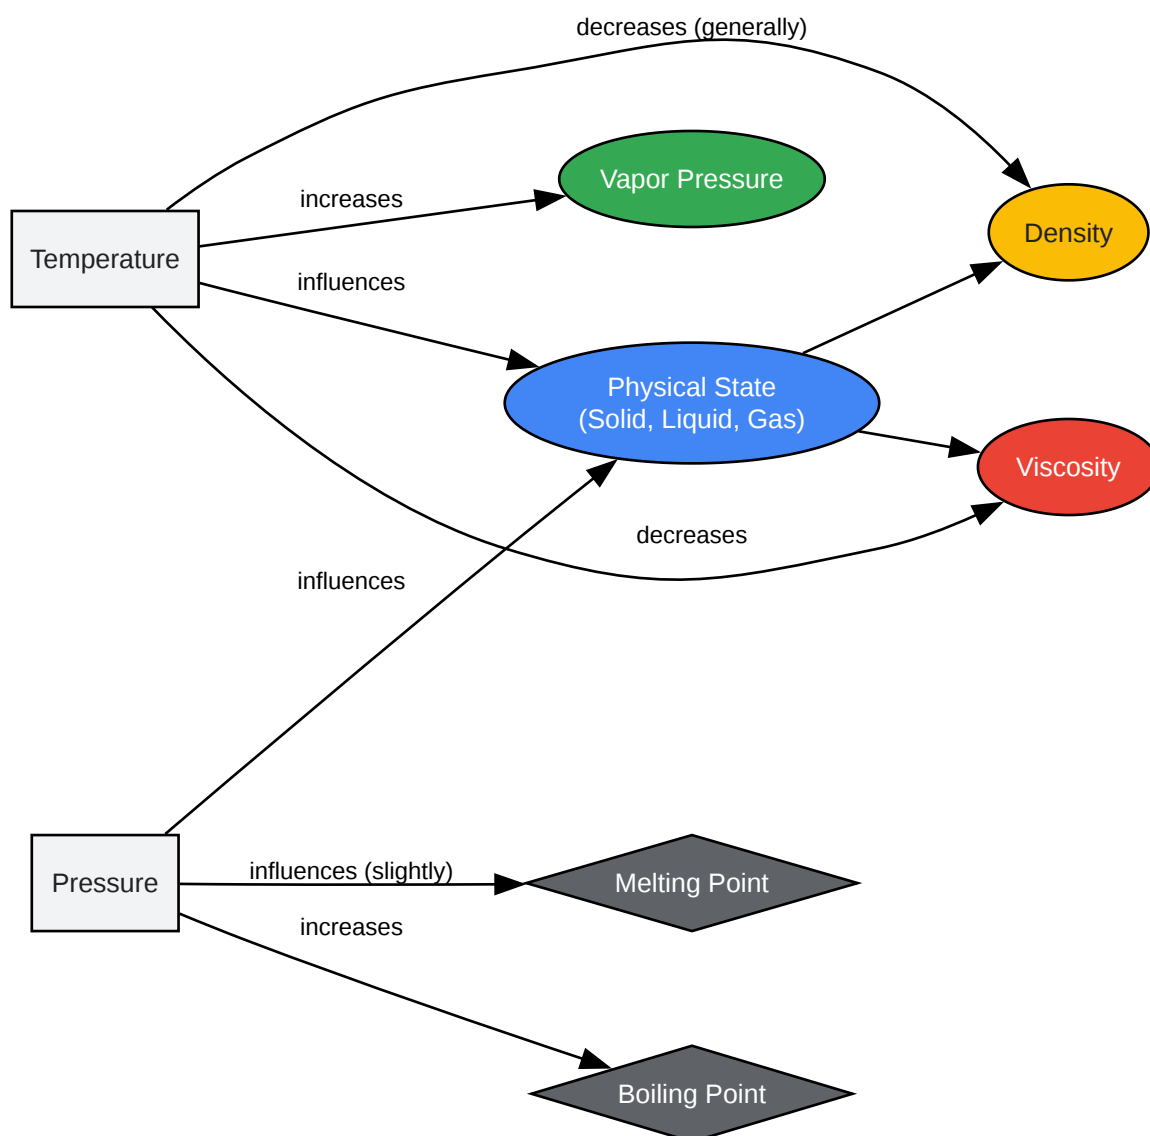 decreases (generally)
Vapor Pressure
increases
Density
Temperature
influences
Physical State
(Solid, Liquid, Gas)
Viscosity
decreases
influences
Pressure
influences (slightly)
Melting Point
increases
Boiling Point